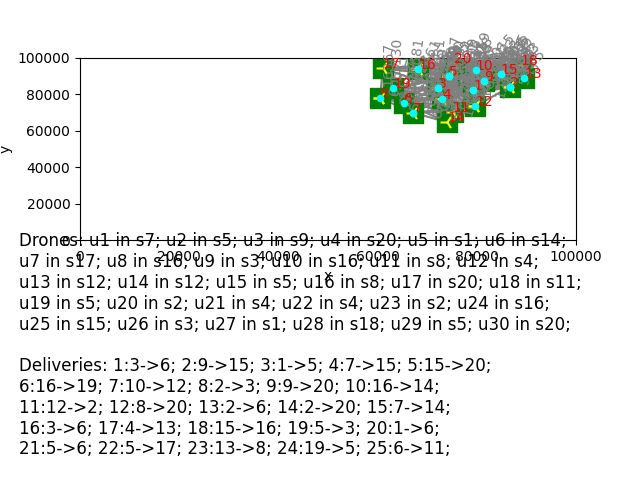 100000
80000
60000
40000
20000
0
y
0 20000 40000 60000 80000 100000
x
Drones: u1 in s7; u2 in s5; u3 in s9; u4 in s20; u5 in s1; u6 in s14;
u7 in s17; u8 in s16; u9 in s3; u10 in s16; u11 in s8; u12 in s4;
u13 in s12; u14 in s12; u15 in s5; u16 in s8; u17 in s20; u18 in s11;
u19 in s5; u20 in s2; u21 in s4; u22 in s4; u23 in s2; u24 in s16;
u25 in s15; u26 in s3; u27 in s1; u28 in s18; u29 in s5; u30 in s20;
Deliveries: 1:3->6; 2:9->15; 3:1->5; 4:7->15; 5:15->20;
6:16->19; 7:10->12; 8:2->3; 9:9->20; 10:16->14;
11:12->2; 12:8->20; 13:2->6; 14:2->20; 15:7->14;
16:3->6; 17:4->13; 18:15->16; 19:5->3; 20:1->6;
21:5->6; 22:5->17; 23:13->8; 24:19->5; 25:6->11;